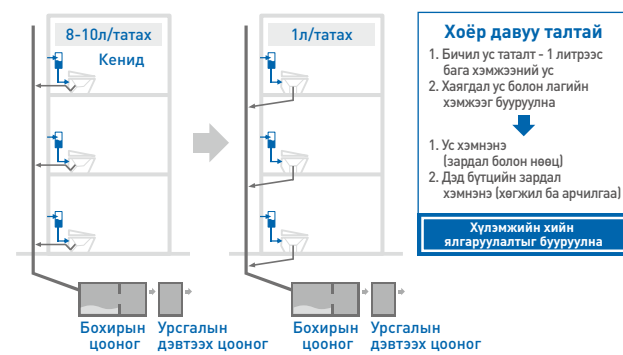 8-10л/татах
Кенид
Бохирын
цооног
Урсгалын
дэвтээх цооног
1л/татах
Бохирын
цооног
Урсгалын
дэвтээх цооног
Хоёр давуу талтай
1. Бичил ус таталт - 1 литрээс
бага хэмжээний ус
2. Хаягдал ус болон лагийн
хэмжээг бууруулна
1. Ус хэмнэнэ
(зардал болон нөөц)
2. Дэд бүтцийн зардал
хэмнэнэ (хөгжил ба арчилгаа)
Хүлэмжийн хийн
ялгаруулалтыг бууруулна